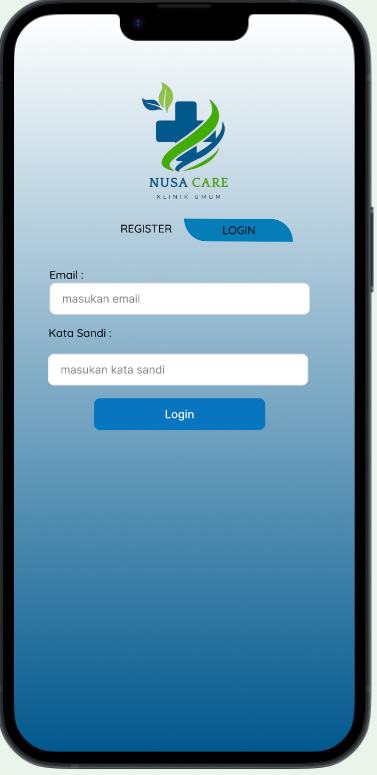 NUSA CARE
KLINIK UMUM
REGISTER LOGIN
Email :
masukan email
Kata Sandi :
masukan kata sandi
Login